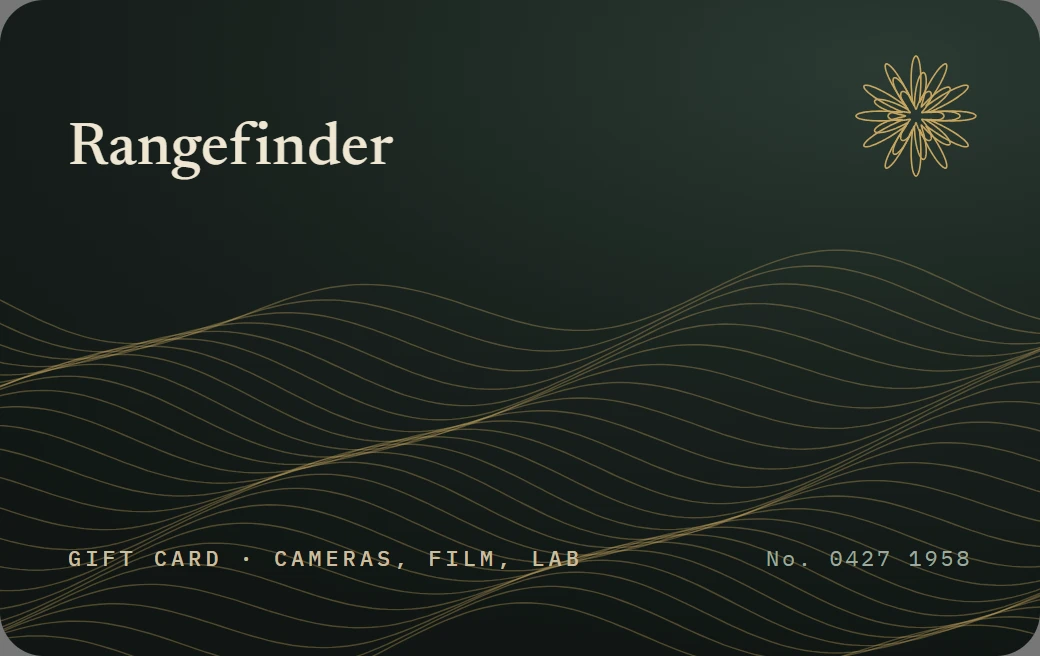 Rangefinder
GIFT CARD · CAMERAS, FILM, LAB
No. 0427 1958